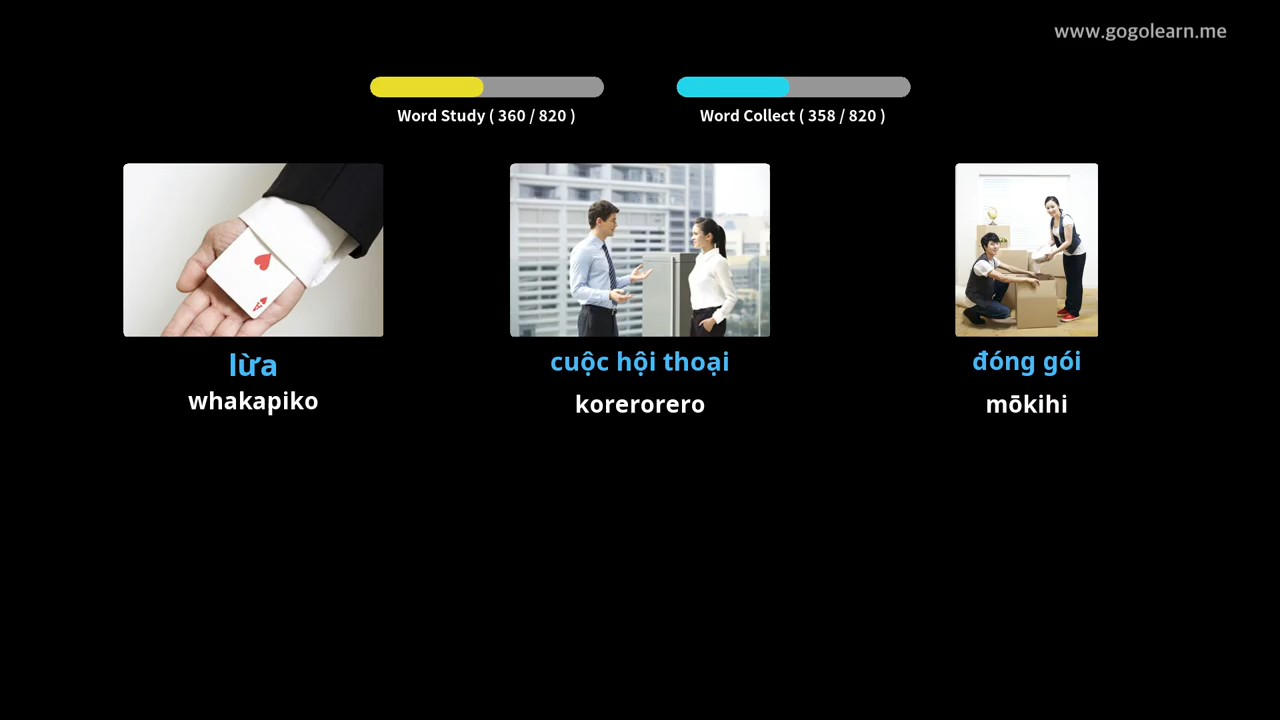 www.gogolearn.me
Word Study ( 360 / 820 )
Word Collect ( 358 / 820 )
lừa
cuộc hội thoại
đóng gói
whakapiko
korerorero
mōkihi